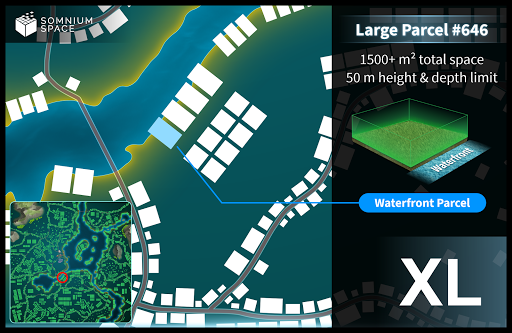 SOMNIUM
SPACE
Large Parcel #646
1500+ m² total space
50 m height & depth limit
Waterfront
Waterfront Parcel
XL